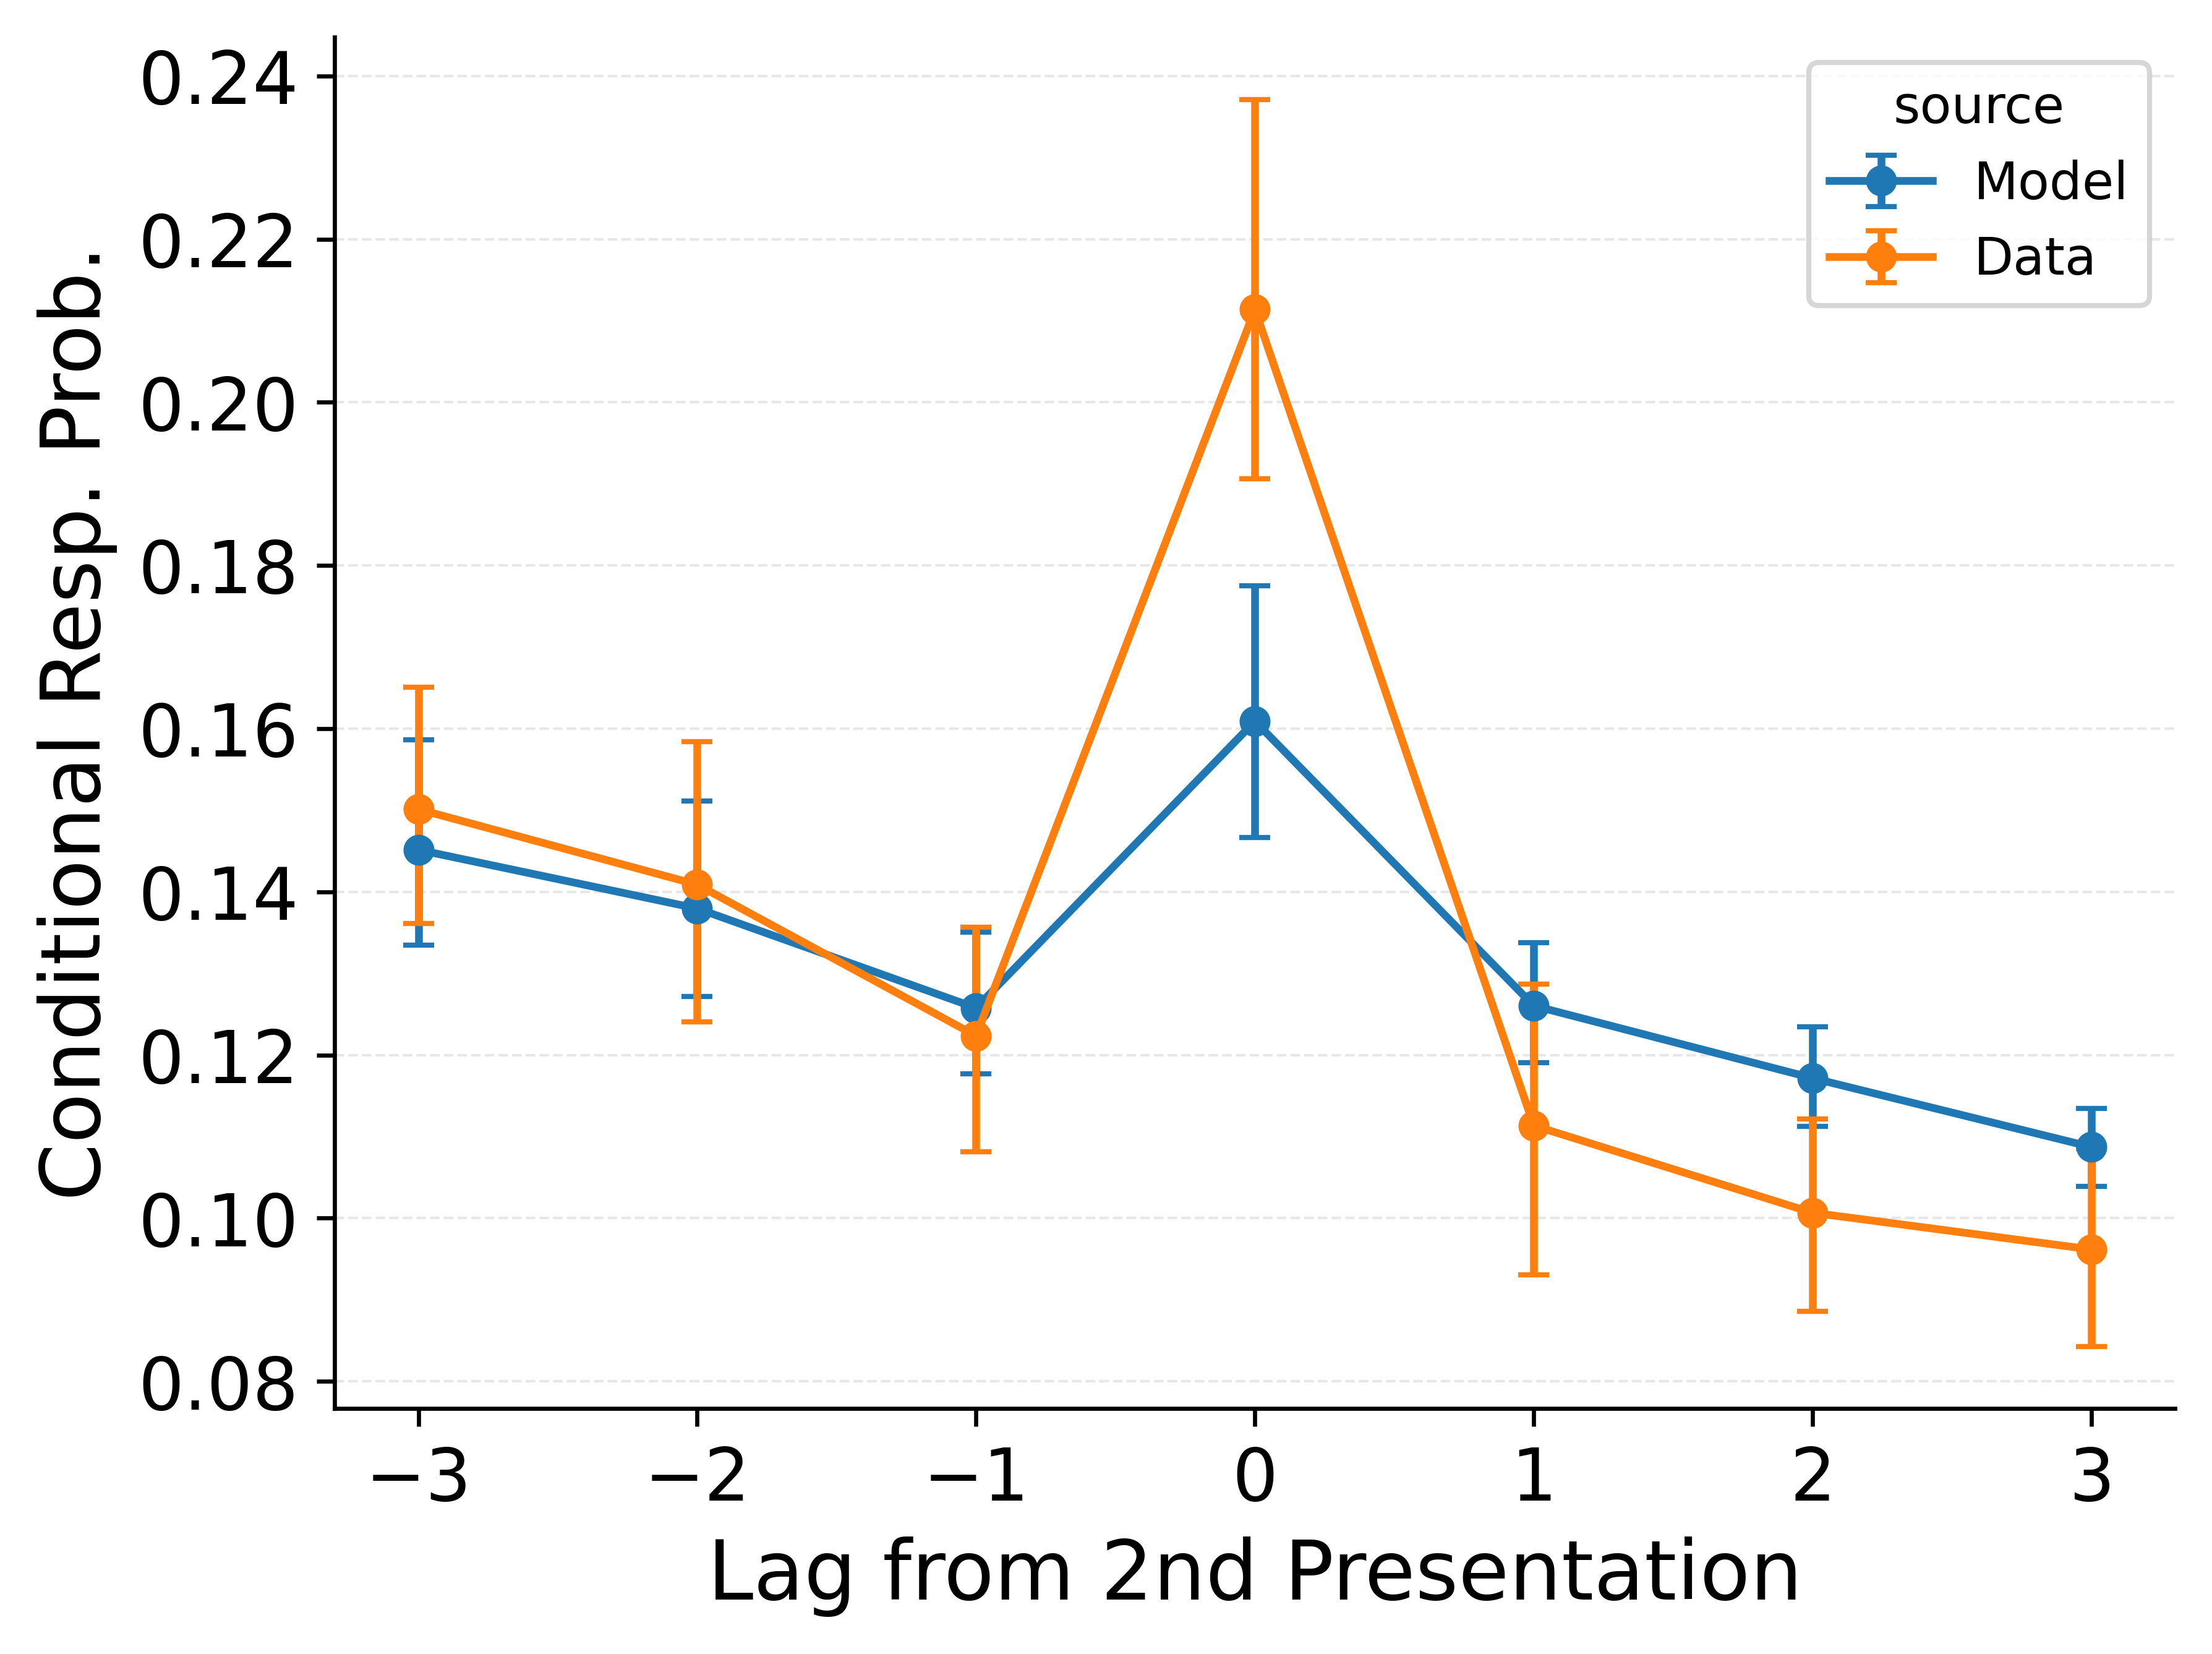 0.24
0.22
0.20
0.18
0.16
0.14
0.12
0.10
0.08
Conditional Resp. Prob.
source
Model
Data
−3 −2 −1 0 1 2 3
Lag from 2nd Presentation